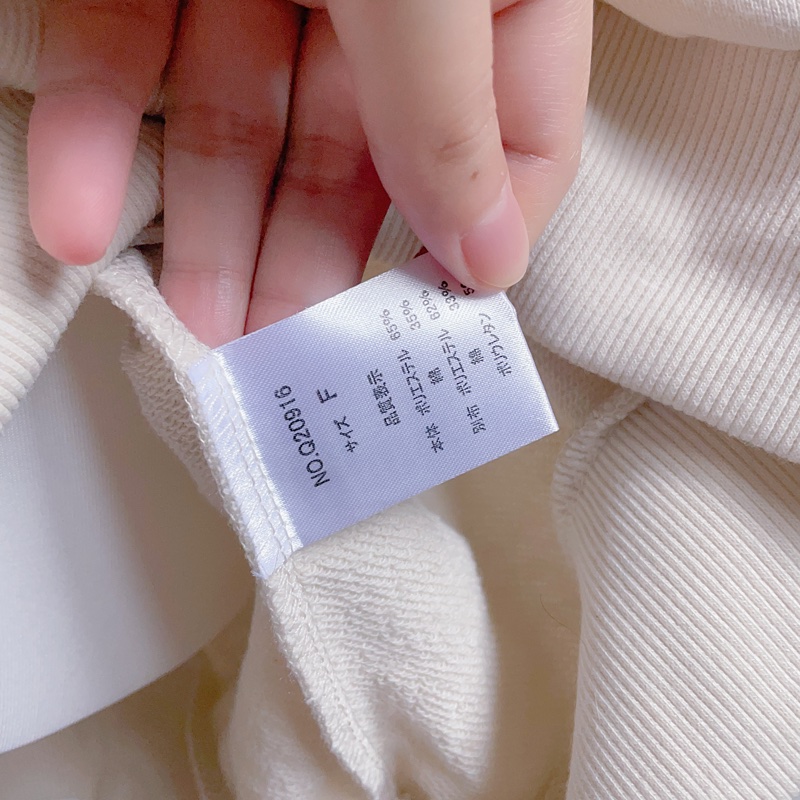 NO.Q20916
サイズ F
品質表示
本体 ポリエステル 65%
綿 35%
別布 ポリエステル 62%
綿 33%
ポリウレタン 5